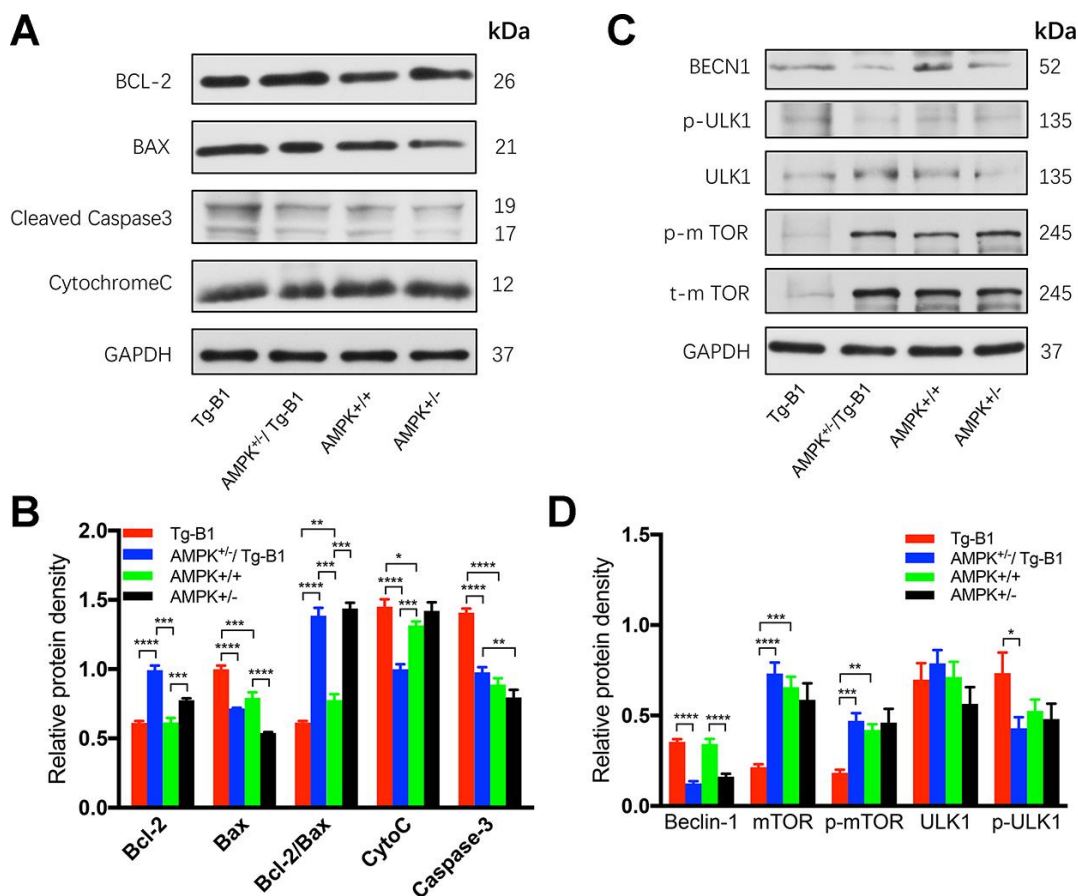 A
kDa
BCL-2
26
BAX
21
Cleaved Caspase3
19
17
CytochromeC
12
GAPDH
37
Tg-B1
AMPK+/-/ Tg-B1
AMPK+/+
AMPK+/-
C
kDa
BECN1
52
p-ULK1
135
ULK1
135
p-m TOR
245
t-m TOR
245
GAPDH
37
Tg-B1
AMPK+/-/Tg-B1
AMPK+/+
AMPK+/-
B
Relative protein density
2.0
1.5
1.0
0.5
0.0
Tg-B1
AMPK+/-/ Tg-B1
AMPK+/+
AMPK+/-
***
****
***
***
****
****
**
***
***
****
*
****
***
****
****
**
Bcl-2
Bax
Bcl-2/Bax
CytoC
Caspase-3
D
Relative protein density
1.5
1.0
0.5
0.0
Tg-B1
AMPK+/-/ Tg-B1
AMPK+/+
AMPK+/-
****
****
***
****
**
***
*
Beclin-1
mTOR
p-mTOR
ULK1
p-ULK1